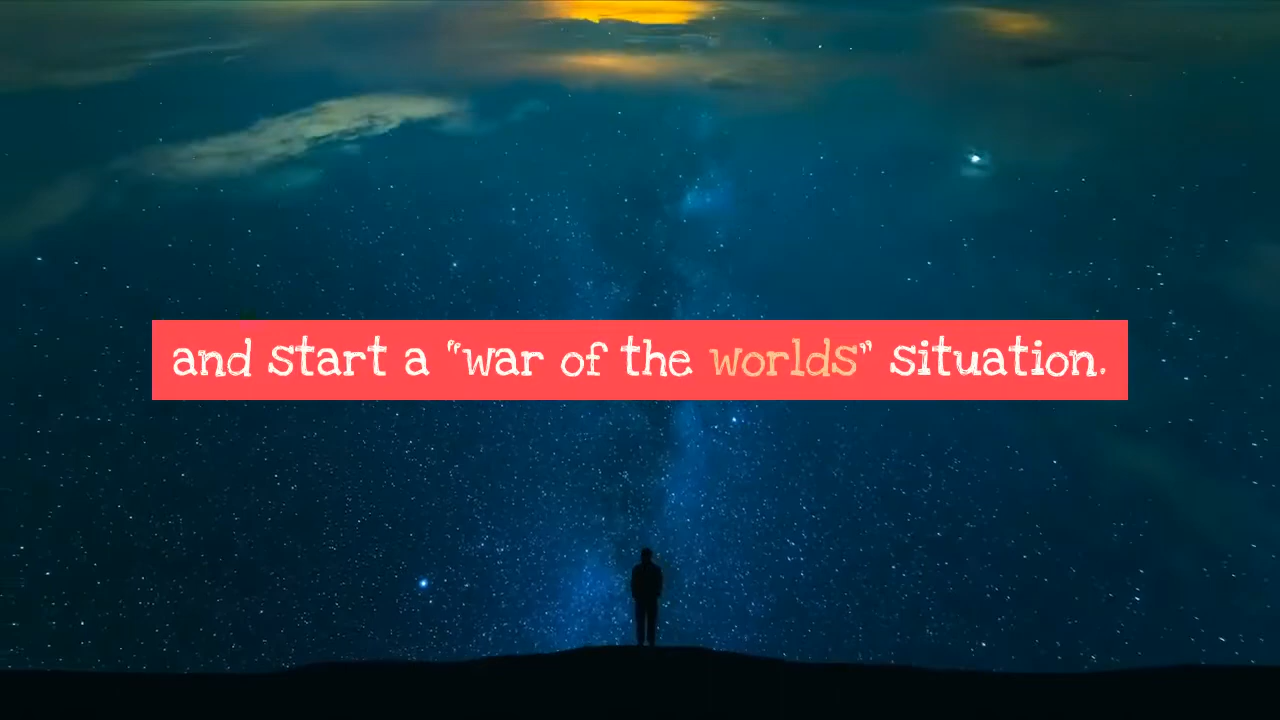 and start a "war of the worlds" situation.